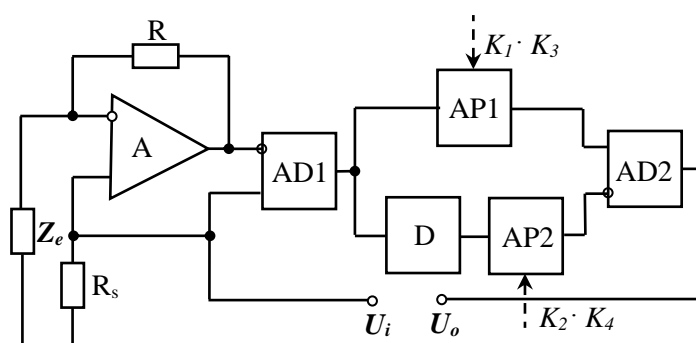 R
K₁· K₃
AP1
A
AD1
AD2
D
AP2
Zₑ
Rₛ
Uᵢ
Uₒ
K₂· K₄